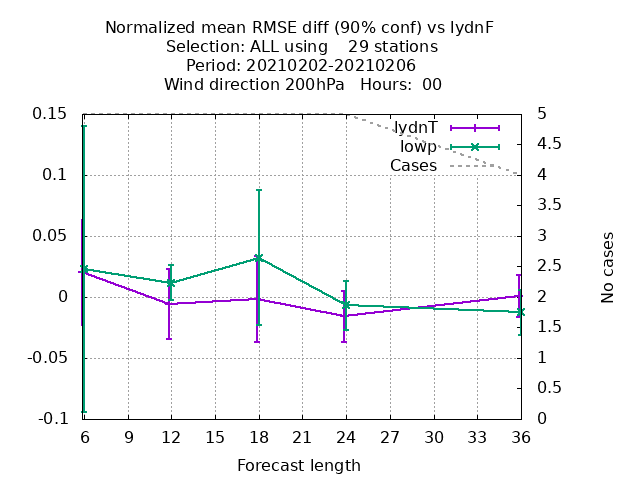 Normalized mean RMSE diff (90% conf) vs lydnF
Selection: ALL using    29 stations
Period: 20210202-20210206
Wind direction 200hPa   Hours:  00
0.15
0.1
0.05
0
-0.05
-0.1
5
4.5
4
3.5
3
2.5
2
1.5
1
0.5
0
lydnT
lowp
Cases
No cases
6 9 12 15 18 21 24 27 30 33 36
Forecast length